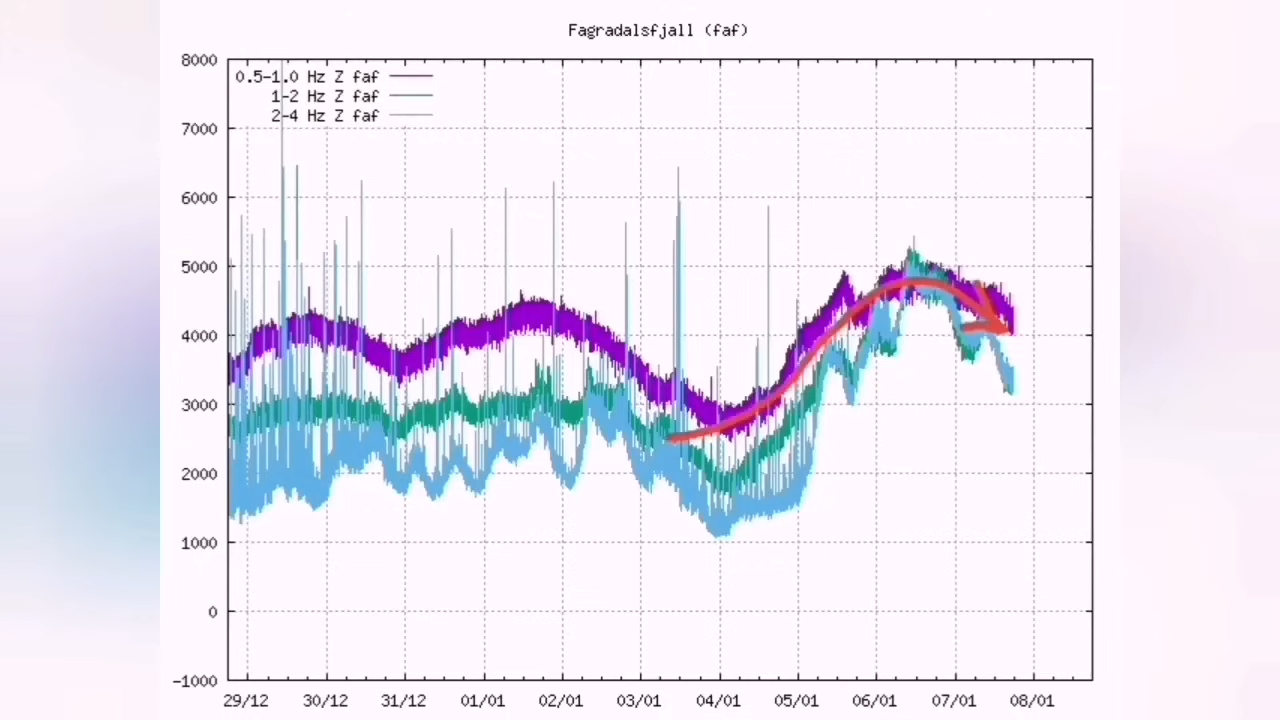 Fagradalsfjall (faf)
8000
0.5-1.0 Hz Z faf
1-2 Hz Z faf
2-4 Hz Z faf
7000
6000
5000
4000
3000
2000
1000
0
-1000
29/12 30/12 31/12 01/01 02/01 03/01 04/01 05/01 06/01 07/01 08/01